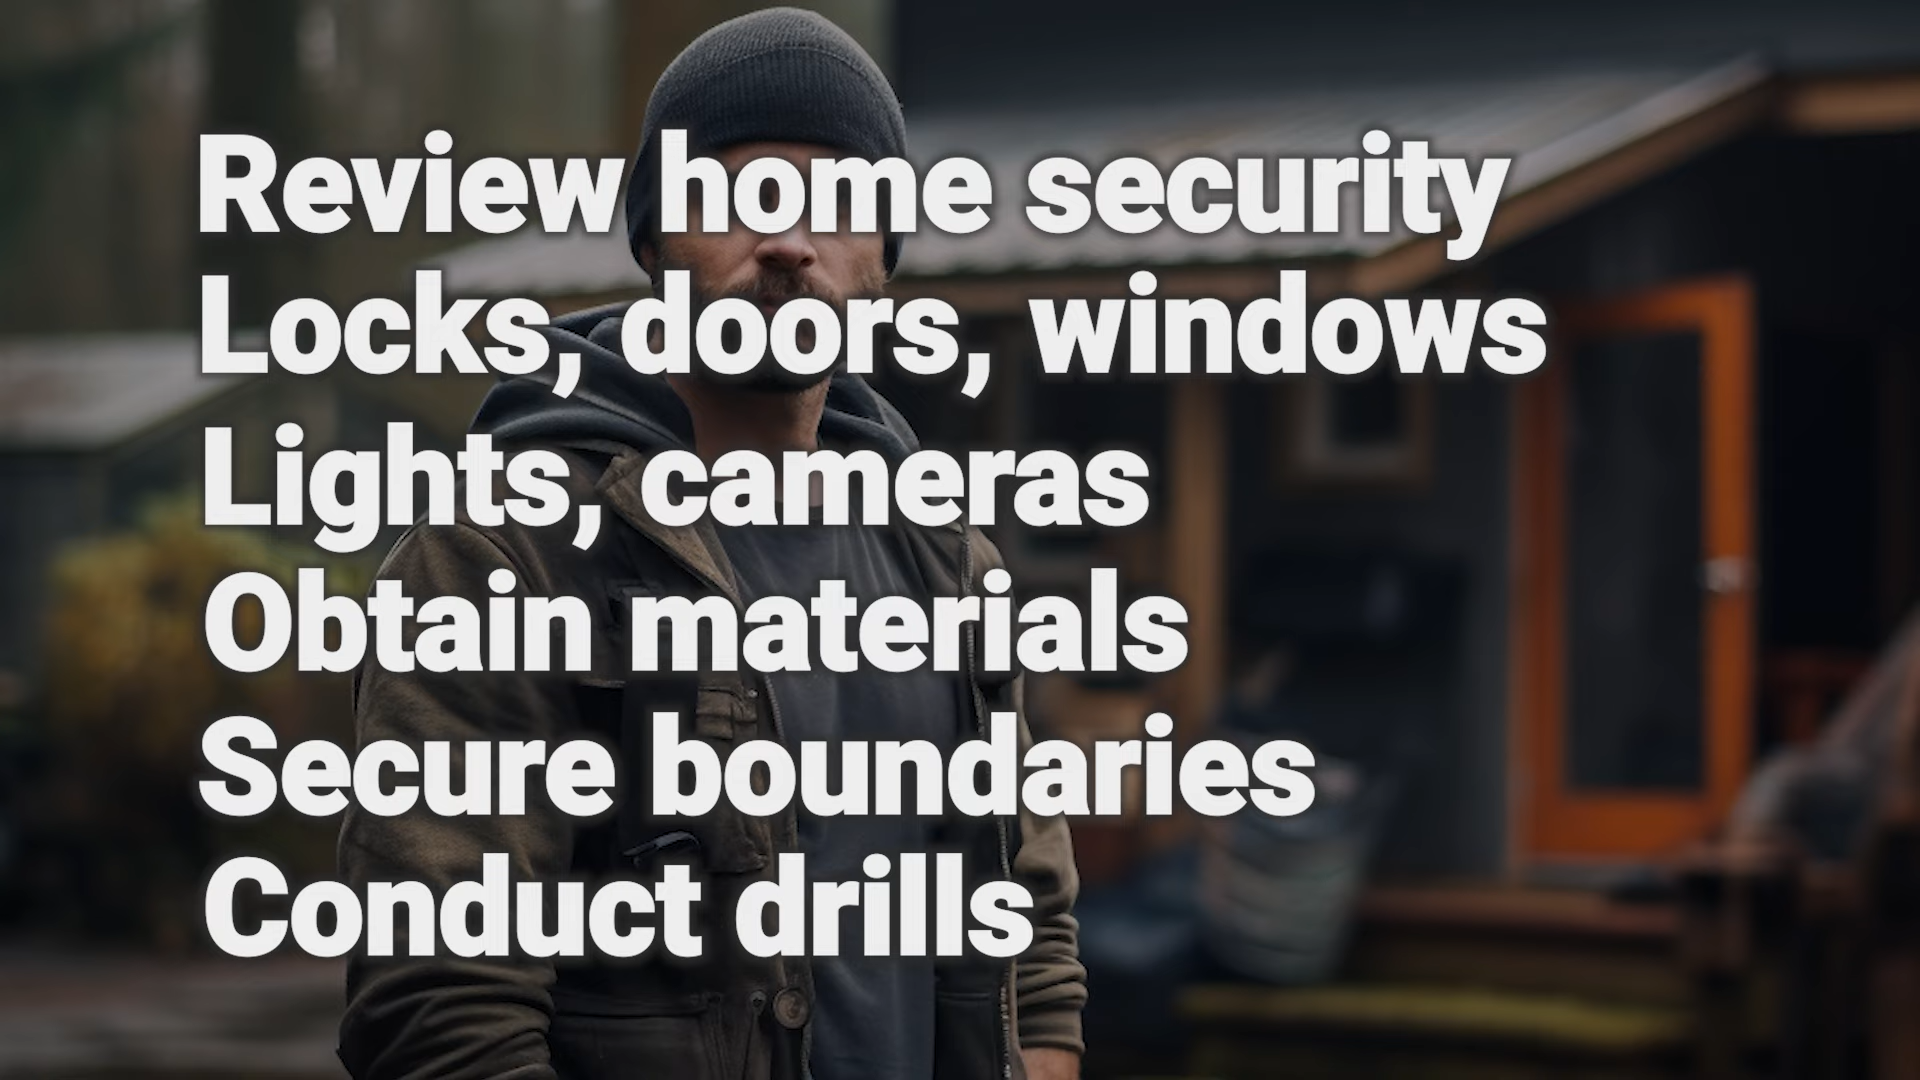 Review home security
Locks, doors, windows
Lights, cameras
Obtain materials
Secure boundaries
Conduct drills